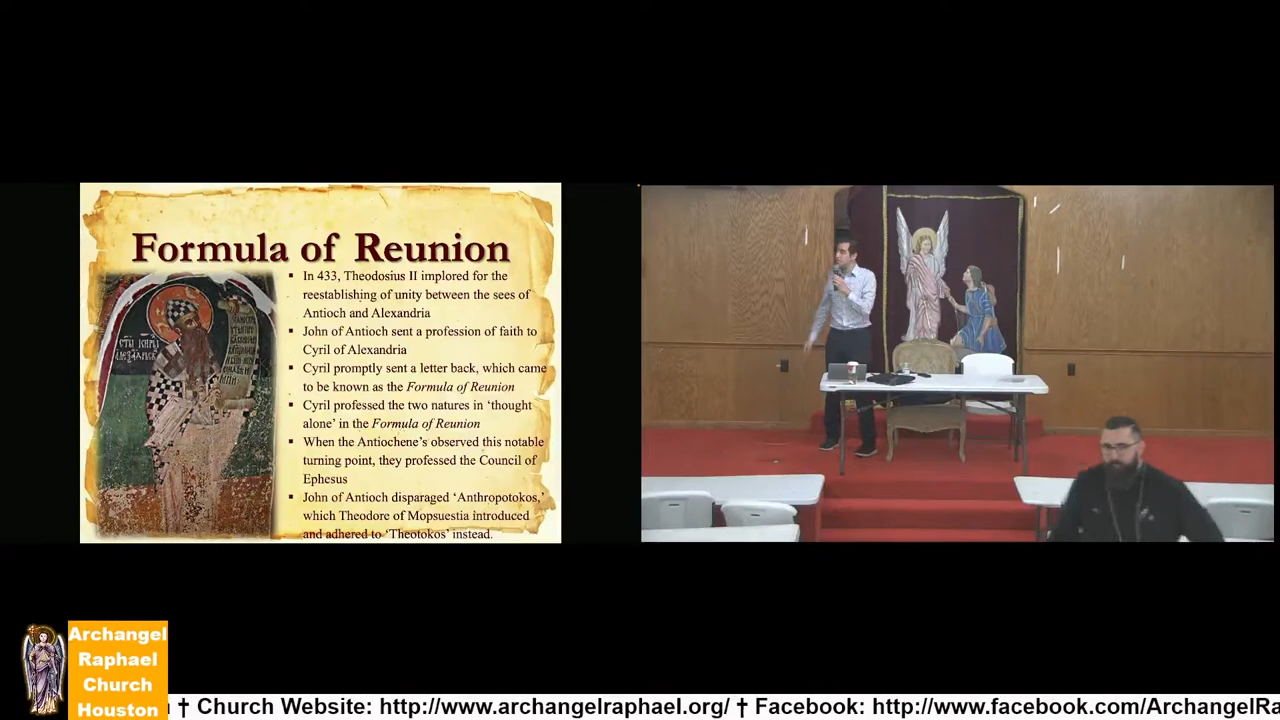 Formula of Reunion
▪ In 433, Theodosius II implored for the
reestablishing of unity between the sees of
Antioch and Alexandria
▪ John of Antioch sent a profession of faith to
Cyril of Alexandria
▪ Cyril promptly sent a letter back, which came
to be known as the Formula of Reunion
▪ Cyril professed the two natures in ‘thought
alone’ in the Formula of Reunion
▪ When the Antiochene’s observed this notable
turning point, they professed the Council of
Ephesus
▪ John of Antioch disparaged ‘Anthropotokos,’
which Theodore of Mopsuestia introduced
and adhered to ‘Theotokos’ instead.
Archangel
Raphael
Church
Houston
† Church Website: http://www.archangelraphael.org/ † Facebook: http://www.facebook.com/ArchangelRa